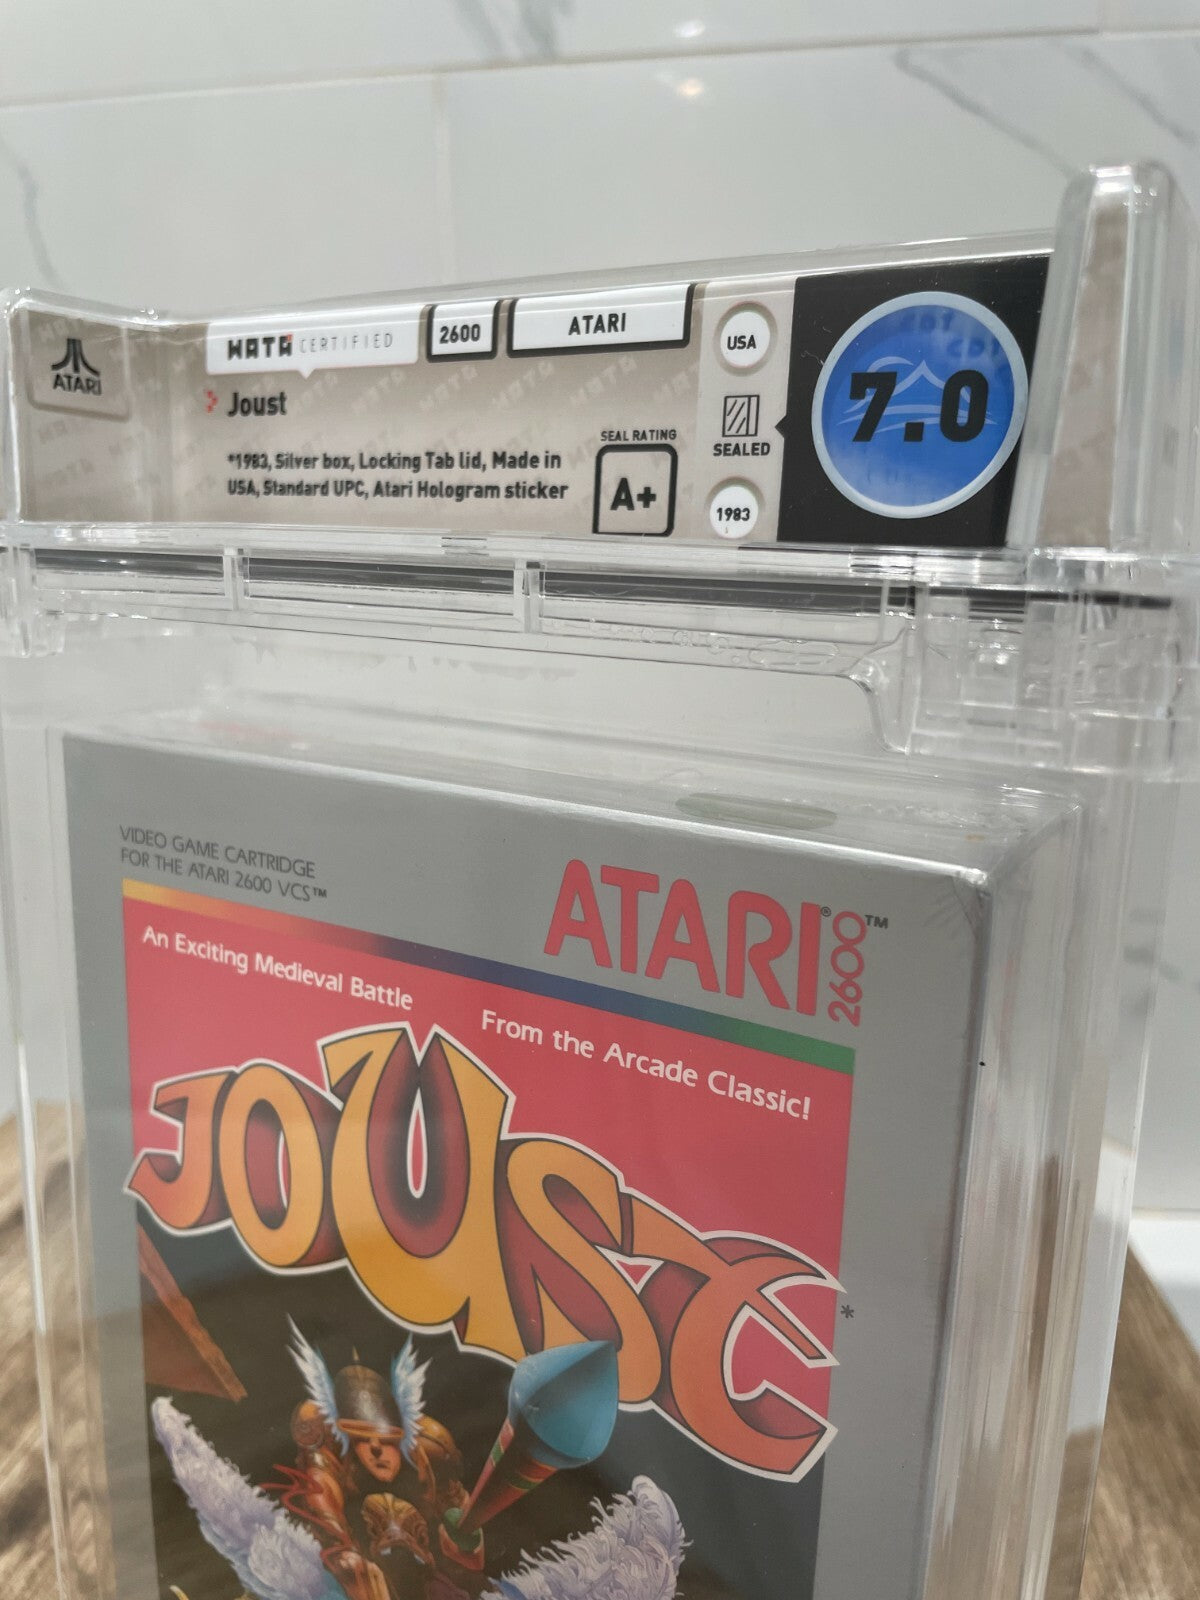 ATARI
WATA CERTIFIED
2600
ATARI
USA
7.0
Joust
SEALED
SEAL RATING
A+
*1983, Silver box, Locking Tab lid, Made in
USA, Standard UPC, Atari Hologram sticker
1983
VIDEO GAME CARTRIDGE
FOR THE ATARI 2600 VCS™
ATARI® 2600™
An Exciting Medieval Battle
From the Arcade Classic!
JOUST*